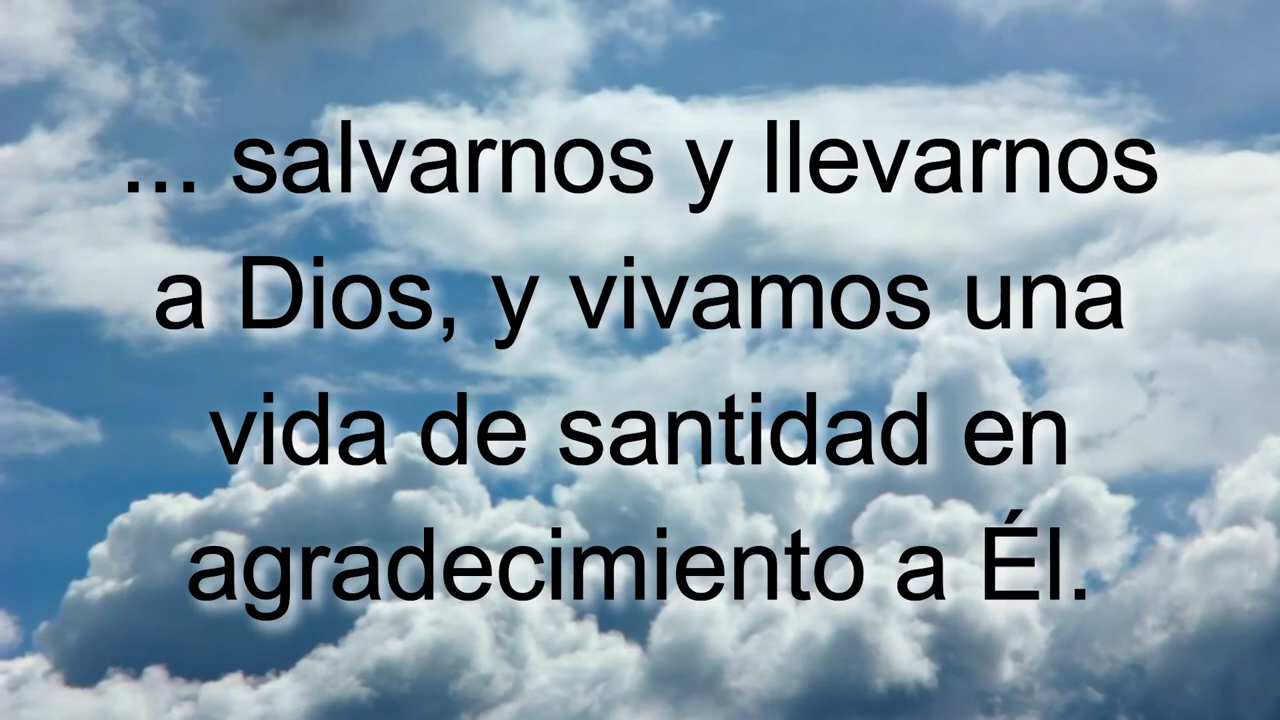 ... salvarnos y llevarnos
a Dios, y vivamos una
vida de santidad en
agradecimiento a Él.